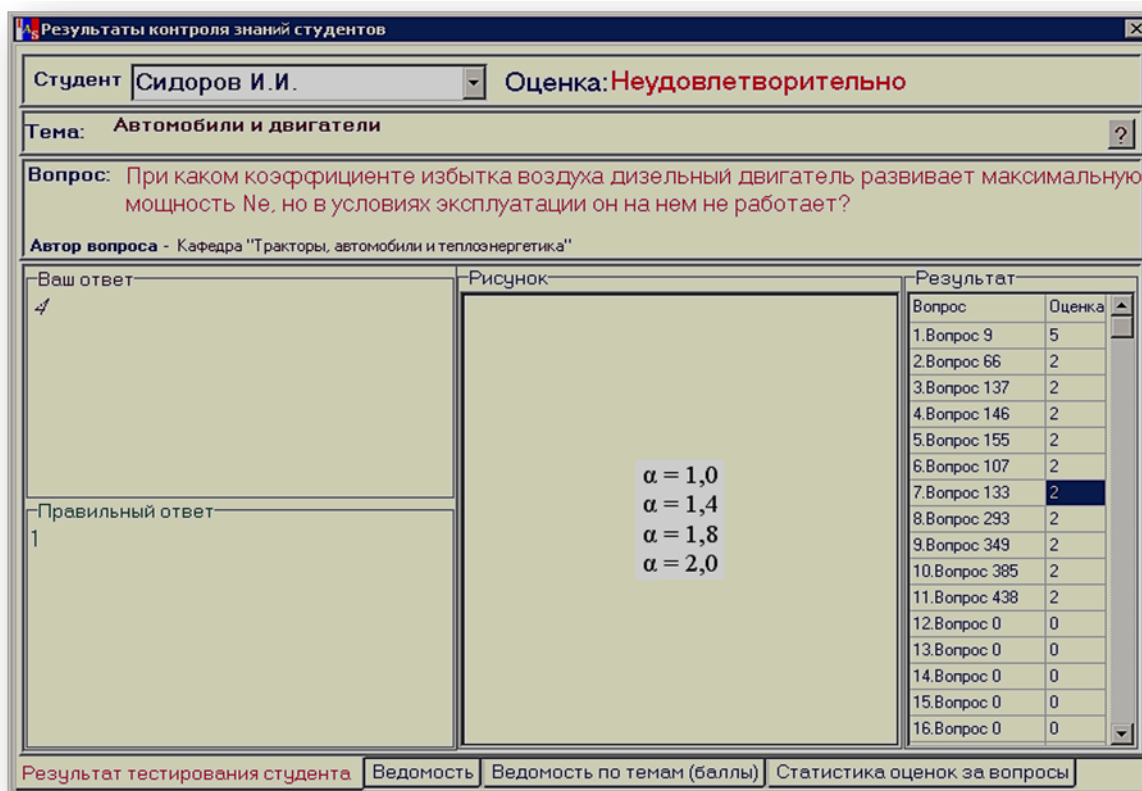 Результаты контроля знаний студентов
Студент Сидоров И.И. Оценка: Неудовлетворительно
Тема: Автомобили и двигатели
?
Вопрос: При каком коэффициенте избытка воздуха дизельный двигатель развивает максимальную
мощность Ne, но в условиях эксплуатации он на нем не работает?
Автор вопроса - Кафедра "Тракторы, автомобили и теплоэнергетика"
Ваш ответ
4
Правильный ответ
1
Рисунок
α = 1,0
α = 1,4
α = 1,8
α = 2,0
Результат
Вопрос Оценка
1.Вопрос 9 5
2.Вопрос 66 2
3.Вопрос 137 2
4.Вопрос 146 2
5.Вопрос 155 2
6.Вопрос 107 2
7.Вопрос 133 2
8.Вопрос 293 2
9.Вопрос 349 2
10.Вопрос 385 2
11.Вопрос 438 2
12.Вопрос 0 0
13.Вопрос 0 0
14.Вопрос 0 0
15.Вопрос 0 0
16.Вопрос 0 0
Результат тестирования студента Ведомость Ведомость по темам (баллы) Статистика оценок за вопросы